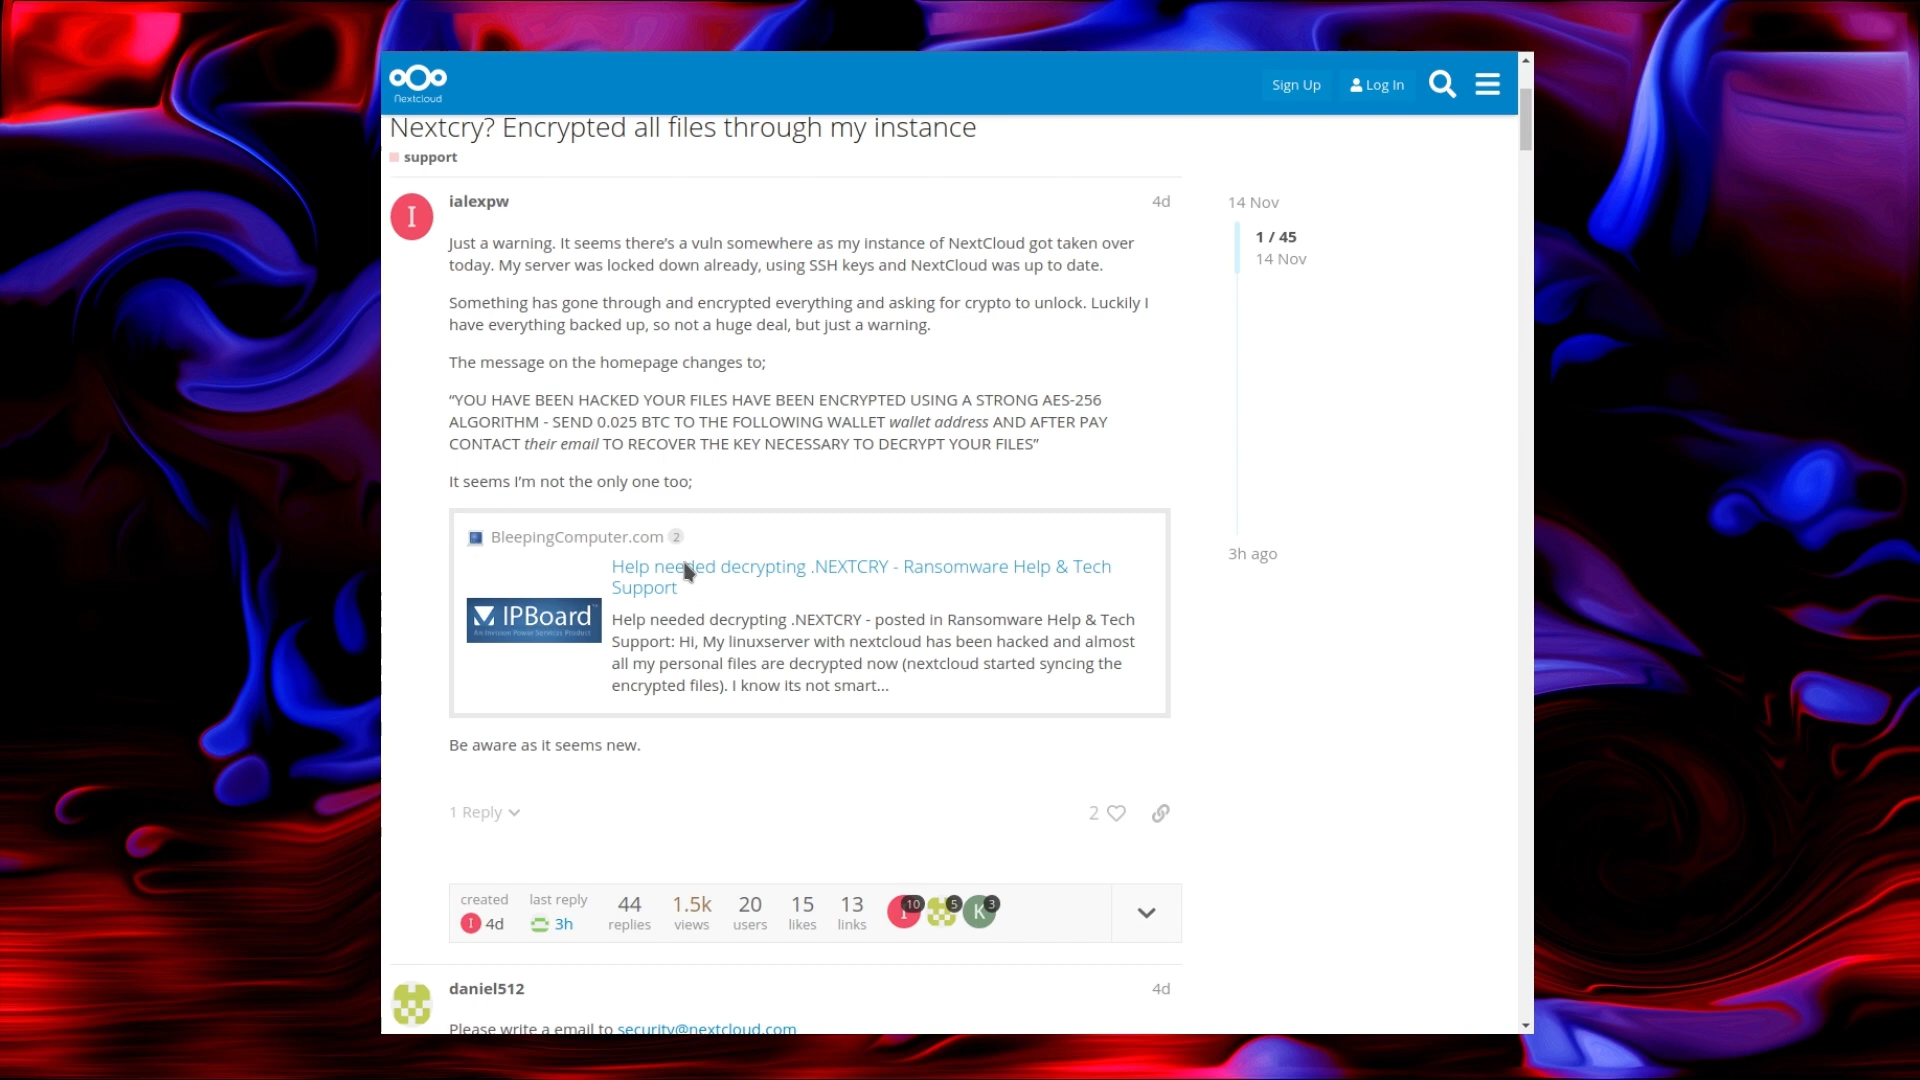 nextcloud
Sign Up
Log In
Nextcry? Encrypted all files through my instance
support
I
ialexpw
4d
Just a warning. It seems there’s a vuln somewhere as my instance of NextCloud got taken over
today. My server was locked down already, using SSH keys and NextCloud was up to date.
Something has gone through and encrypted everything and asking for crypto to unlock. Luckily I
have everything backed up, so not a huge deal, but just a warning.
The message on the homepage changes to;
“YOU HAVE BEEN HACKED YOUR FILES HAVE BEEN ENCRYPTED USING A STRONG AES-256
ALGORITHM - SEND 0.025 BTC TO THE FOLLOWING WALLET wallet address AND AFTER PAY
CONTACT their email TO RECOVER THE KEY NECESSARY TO DECRYPT YOUR FILES”
It seems I’m not the only one too;
BleepingComputer.com 2
Help needed decrypting .NEXTCRY - Ransomware Help & Tech
Support
IPBoard
An Invision Power Services Product
Help needed decrypting .NEXTCRY - posted in Ransomware Help & Tech
Support: Hi, My linuxserver with nextcloud has been hacked and almost
all my personal files are decrypted now (nextcloud started syncing the
encrypted files). I know its not smart...
Be aware as it seems new.
1 Reply
2
14 Nov
1 / 45
14 Nov
3h ago
created
I 4d
last reply
3h
44
replies
1.5k
views
20
users
15
likes
13
links
I 10
5
K 3
daniel512
4d
Please write a email to security@nextcloud.com